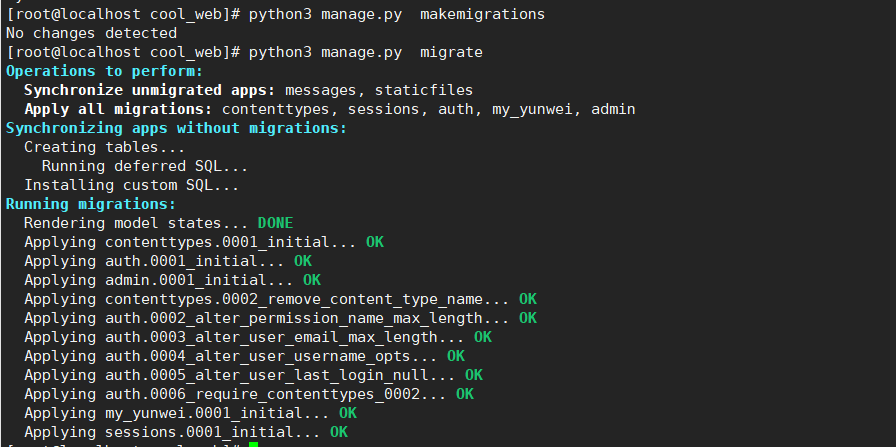 [root@localhost cool_web]# python3 manage.py  makemigrations
No changes detected
[root@localhost cool_web]# python3 manage.py  migrate
Operations to perform:
  Synchronize unmigrated apps: messages, staticfiles
  Apply all migrations: contenttypes, sessions, auth, my_yunwei, admin
Synchronizing apps without migrations:
  Creating tables...
    Running deferred SQL...
  Installing custom SQL...
Running migrations:
  Rendering model states... DONE
  Applying contenttypes.0001_initial... OK
  Applying auth.0001_initial... OK
  Applying admin.0001_initial... OK
  Applying contenttypes.0002_remove_content_type_name... OK
  Applying auth.0002_alter_permission_name_max_length... OK
  Applying auth.0003_alter_user_email_max_length... OK
  Applying auth.0004_alter_user_username_opts... OK
  Applying auth.0005_alter_user_last_login_null... OK
  Applying auth.0006_require_contenttypes_0002... OK
  Applying my_yunwei.0001_initial... OK
  Applying sessions.0001_initial... OK